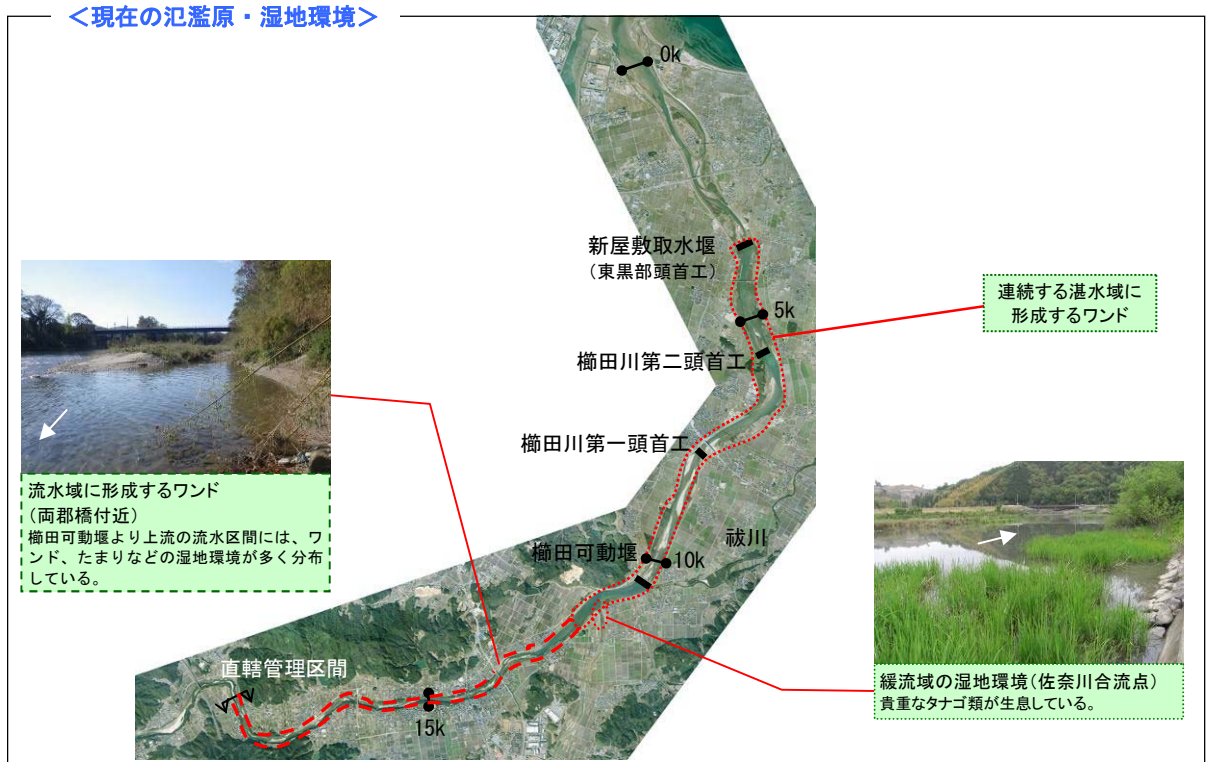 ＜現在の氾濫原・湿地環境＞
0k
新屋敷取水堰
（東黒部頭首工）
5k
連続する湛水域に
形成するワンド
櫛田川第二頭首工
櫛田川第一頭首工
流水域に形成するワンド
（両郡橋付近）
櫛田可動堰より上流の流水区間には、ワ
ンド、たまりなどの湿地環境が多く分布
している。
祓川
櫛田可動堰
10k
直轄管理区間
15k
緩流域の湿地環境（佐奈川合流点）
貴重なタナゴ類が生息している。